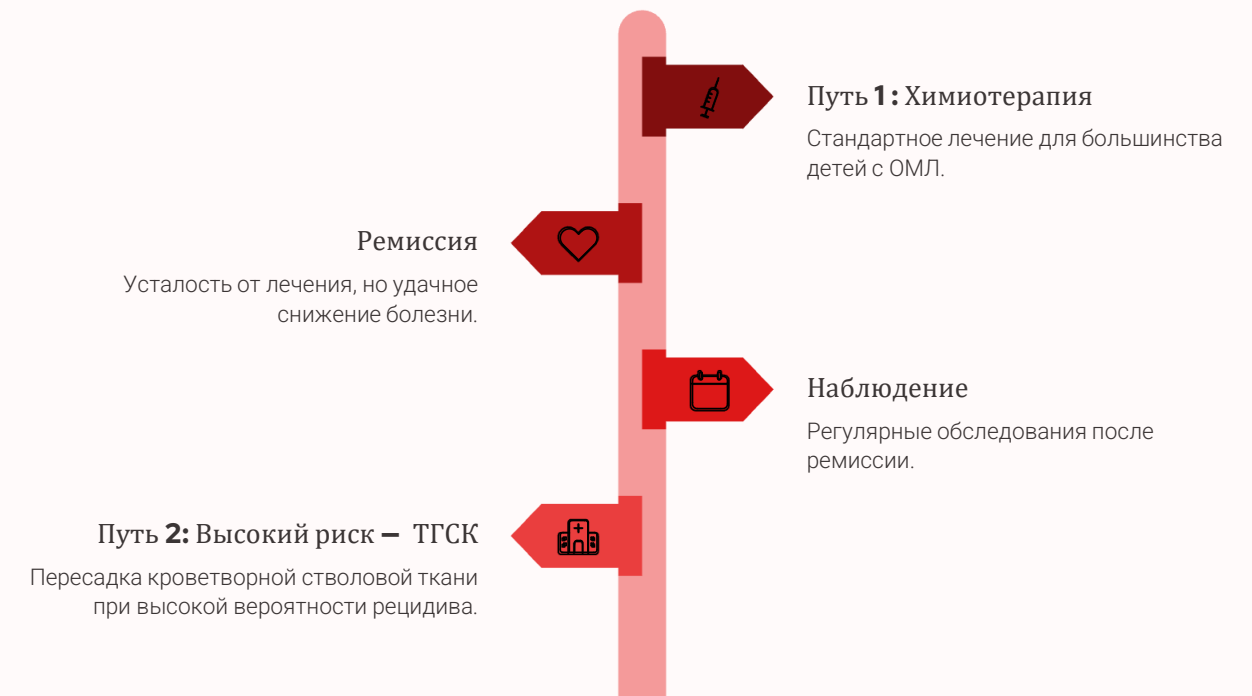 Путь 1: Химиотерапия
Стандартное лечение для большинства
детей с ОМЛ.
Ремиссия
Усталость от лечения, но удачное
снижение болезни.
Наблюдение
Регулярные обследования после
ремиссии.
Путь 2: Высокий риск — ТГСК
Пересадка кроветворной стволовой ткани
при высокой вероятности рецидива.